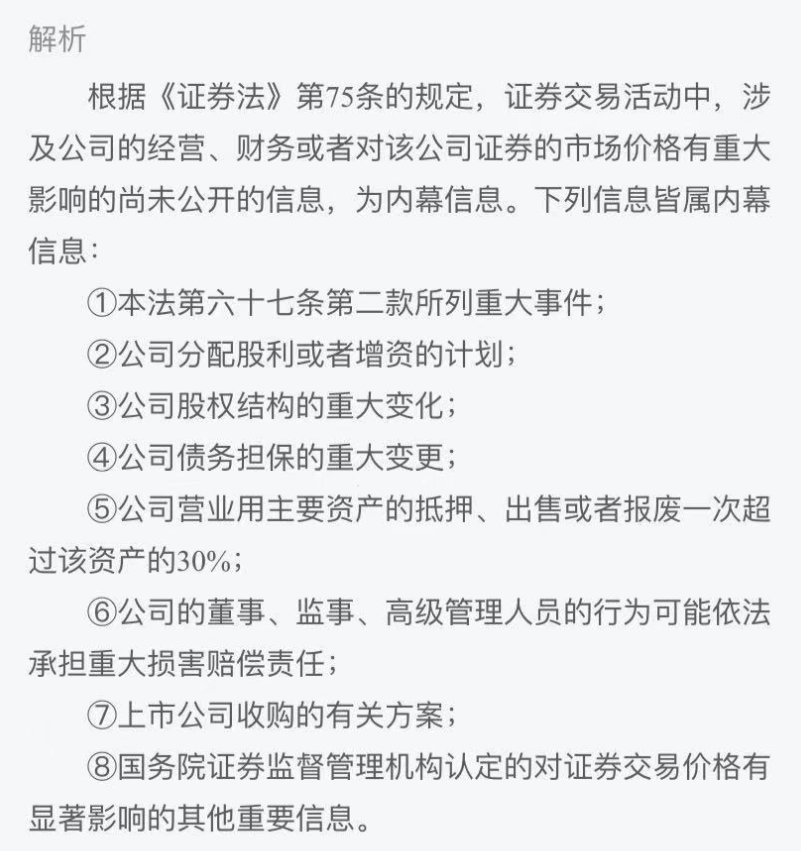 解析
根据《证券法》第75条的规定，证券交易活动中，涉
及公司的经营、财务或者对该公司证券的市场价格有重大
影响的尚未公开的信息，为内幕信息。下列信息皆属内幕
信息：
①本法第六十七条第二款所列重大事件；
②公司分配股利或者增资的计划；
③公司股权结构的重大变化；
④公司债务担保的重大变更；
⑤公司营业用主要资产的抵押、出售或者报废一次超
过该资产的30%；
⑥公司的董事、监事、高级管理人员的行为可能依法
承担重大损害赔偿责任；
⑦上市公司收购的有关方案；
⑧国务院证券监督管理机构认定的对证券交易价格有
显著影响的其他重要信息。